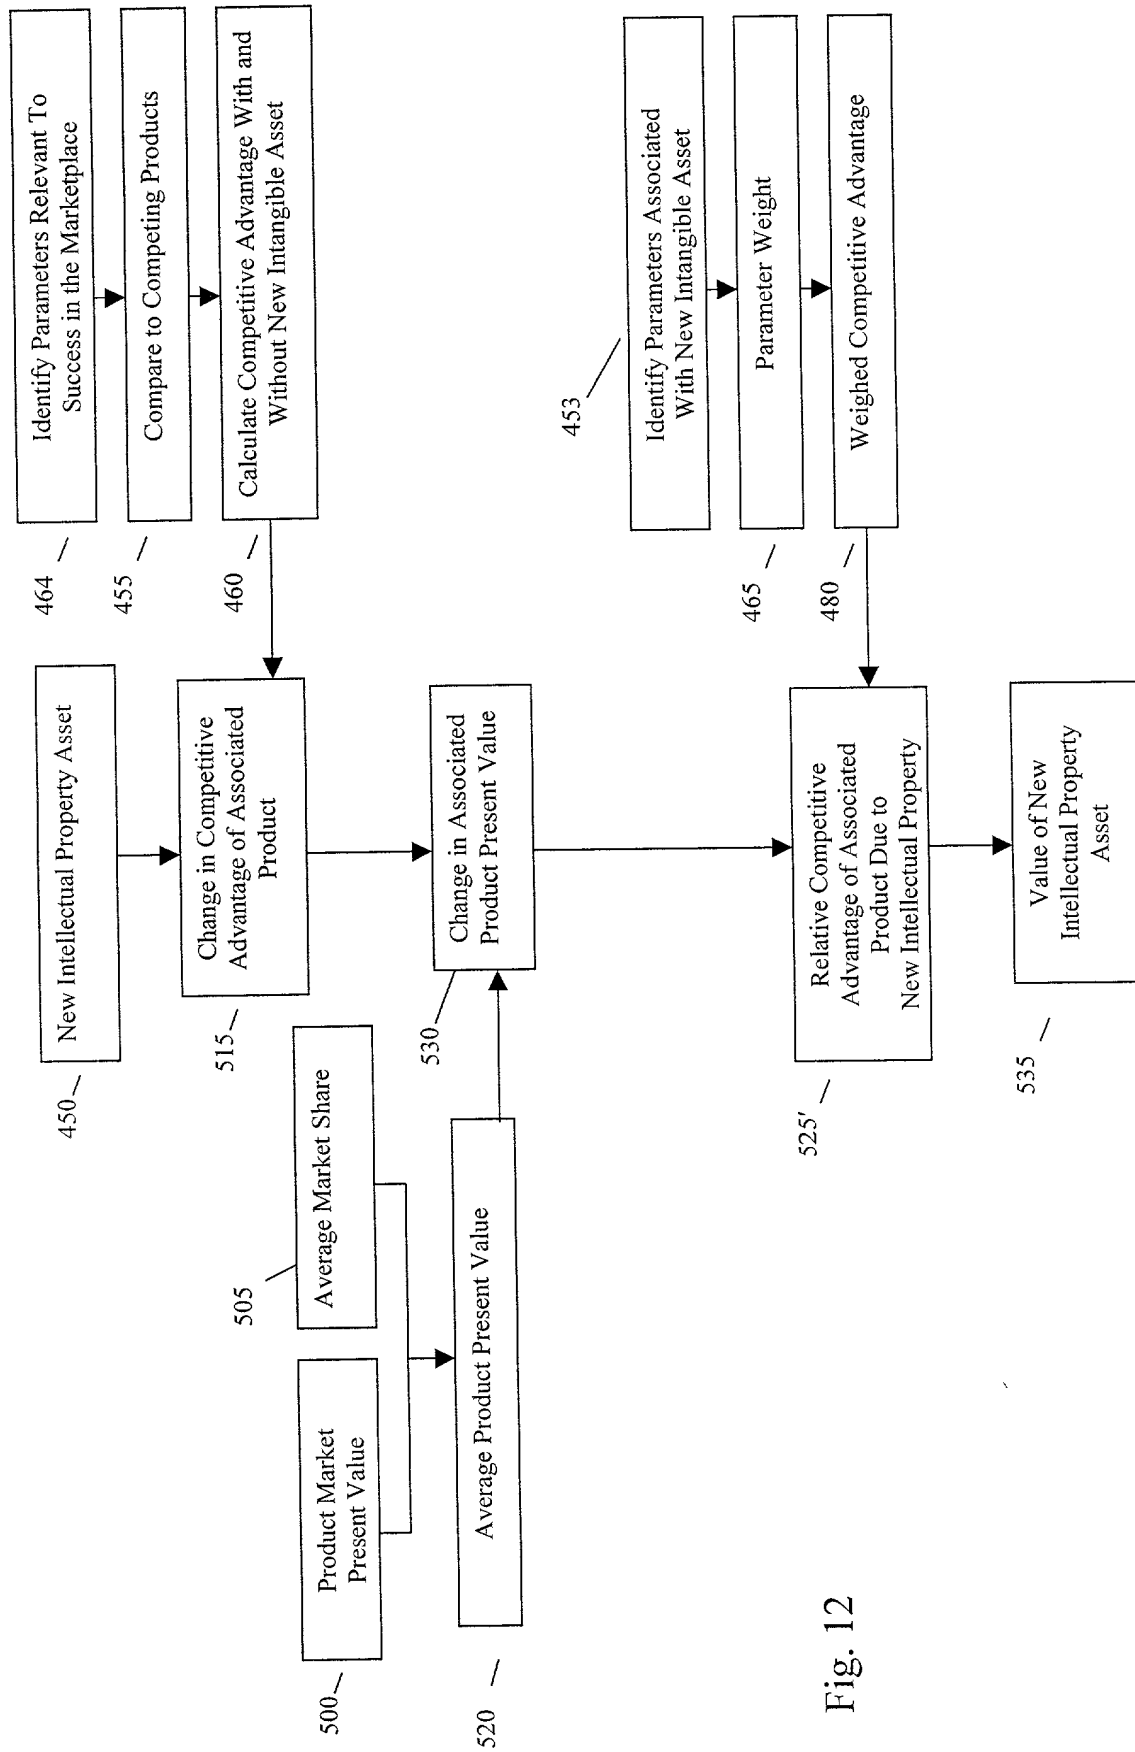 450
New Intellectual Property Asset
464
Identify Parameters Relevant To
Success in the Marketplace
455
Compare to Competing Products
460
Calculate Competitive Advantage With and
Without New Intangible Asset
515
Change in Competitive
Advantage of Associated
Product
505
Average Market Share
500
Product Market
Present Value
520
Average Product Present Value
530
Change in Associated
Product Present Value
453
Identify Parameters Associated
With New Intangible Asset
465
Parameter Weight
480
Weighed Competitive Advantage
525'
Relative Competitive
Advantage of Associated
Product Due to
New Intellectual Property
535
Value of New
Intellectual Property
Asset
Fig. 12